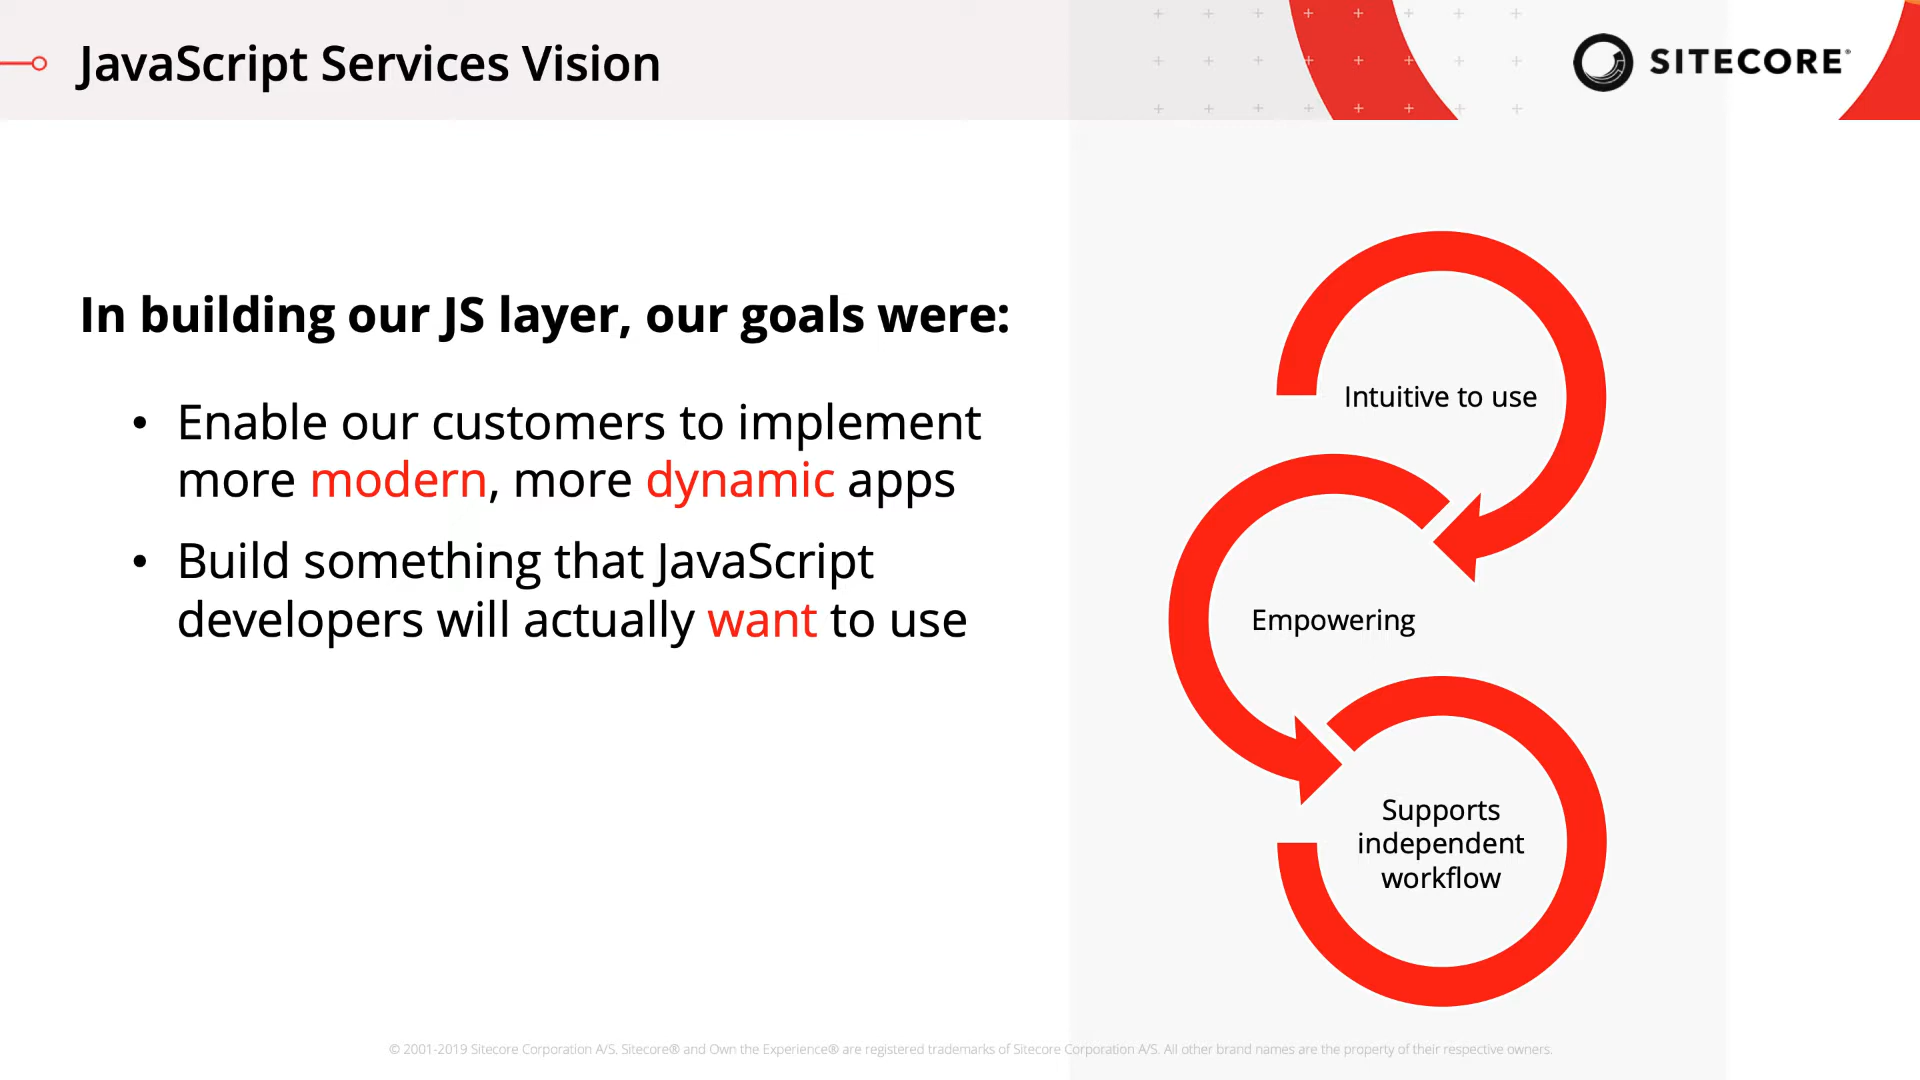 JavaScript Services Vision
SITECORE®
In building our JS layer, our goals were:
• Enable our customers to implement
more modern, more dynamic apps
• Build something that JavaScript
developers will actually want to use
Intuitive to use
Empowering
Supports
independent
workflow
© 2001-2019 Sitecore Corporation A/S. Sitecore® and Own the Experience® are registered trademarks of Sitecore Corporation A/S. All other brand names are the property of their respective owners.